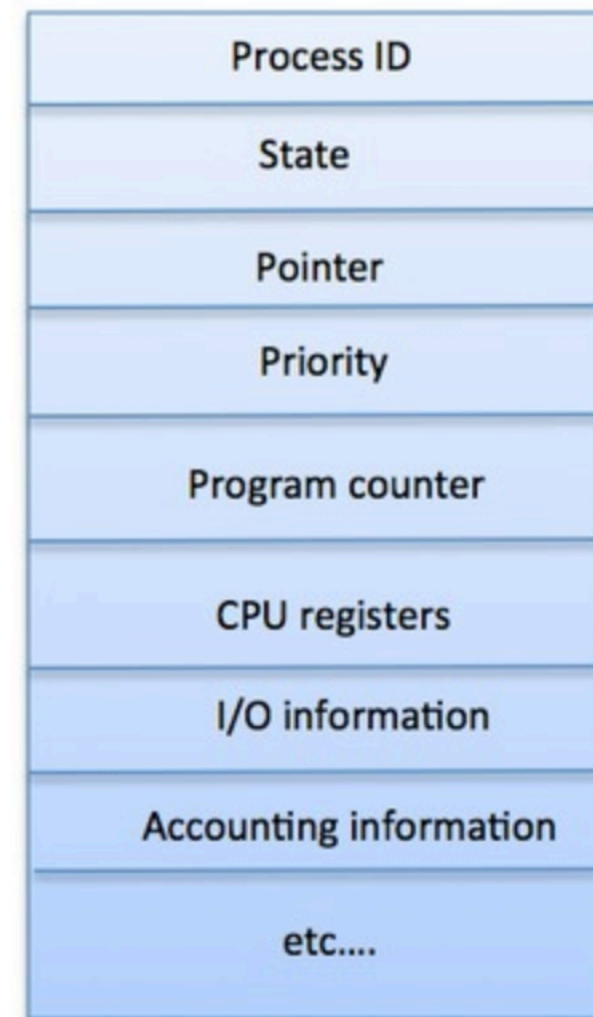 Process ID
State
Pointer
Priority
Program counter
CPU registers
I/O information
Accounting information
etc....